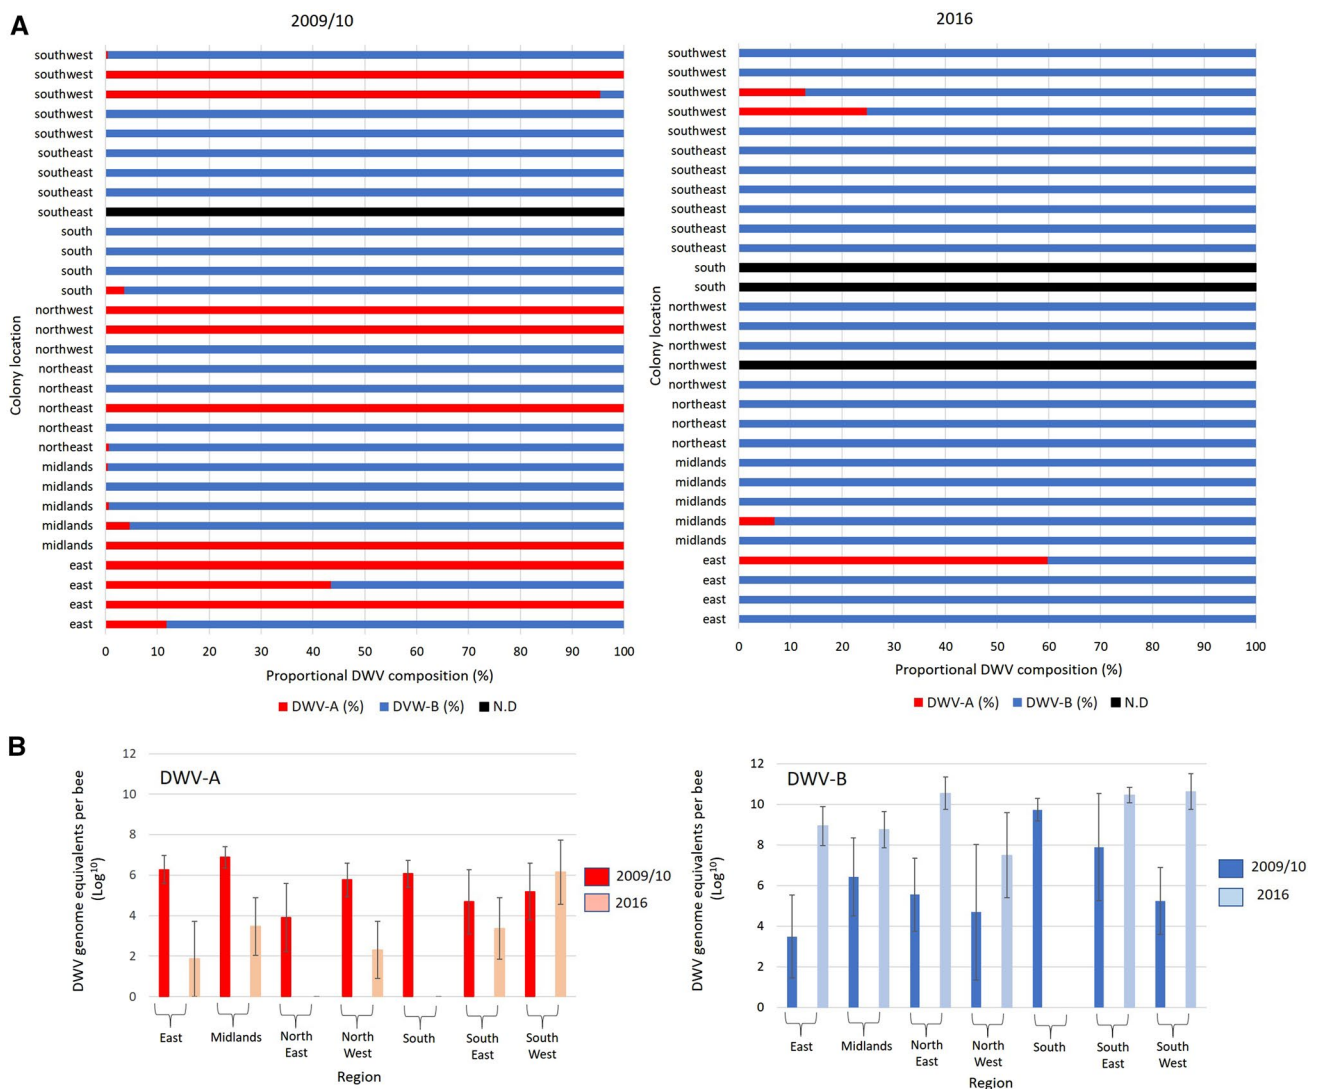 A
2009/10
southwest
southwest
southwest
southwest
southwest
southeast
southeast
southeast
southeast
south
south
south
south
northwest
northwest
northwest
northeast
northeast
northeast
northeast
northeast
midlands
midlands
midlands
midlands
midlands
east
east
east
east
Colony location
0 10 20 30 40 50 60 70 80 90 100
Proportional DWV composition (%)
DWV-A (%) DVW-B (%) N.D
2016
southwest
southwest
southwest
southwest
southwest
southeast
southeast
southeast
southeast
southeast
southeast
south
south
northwest
northwest
northwest
northwest
northwest
northeast
northeast
northeast
midlands
midlands
midlands
midlands
midlands
east
east
east
east
Colony location
0 10 20 30 40 50 60 70 80 90 100
Proportional DWV composition (%)
DWV-A (%) DWV-B (%) N.D
B
DWV-A
DWV genome equivalents per bee
(Log¹⁰)
12
10
8
6
4
2
0
East Midlands North East North West South South East South West
Region
2009/10
2016
DWV-B
DWV genome equivalents per bee
(Log¹⁰)
12
10
8
6
4
2
0
East Midlands North East North West South South East South West
Region
2009/10
2016